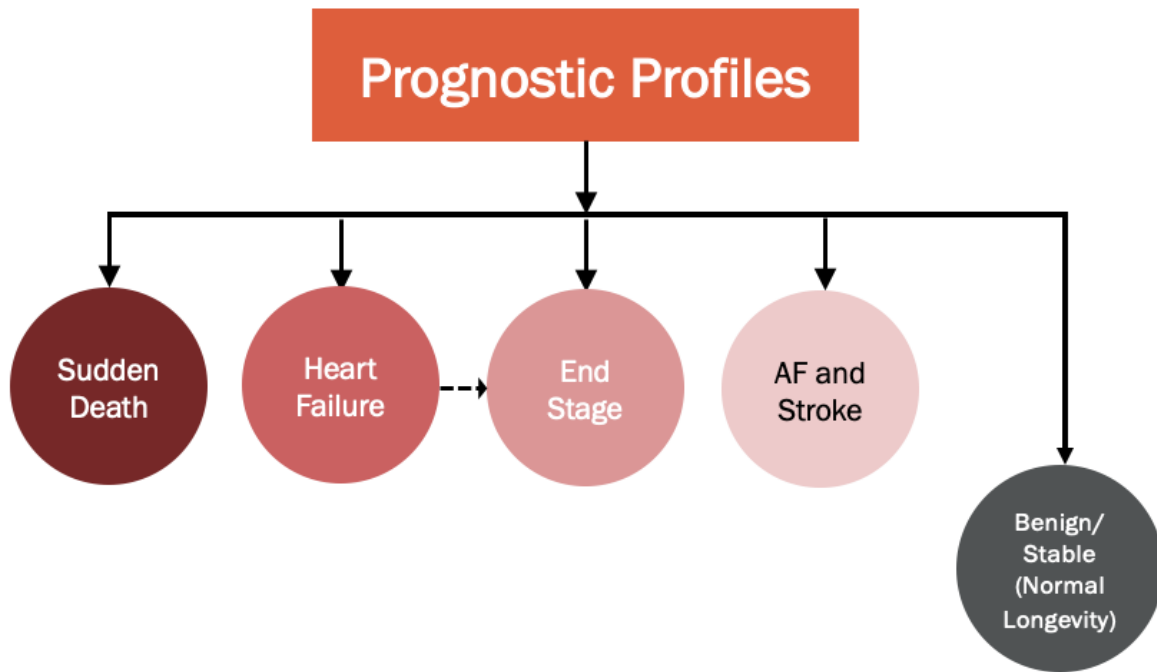 Prognostic Profiles
Sudden
Death
Heart
Failure
End
Stage
AF and
Stroke
Benign/
Stable
(Normal
Longevity)